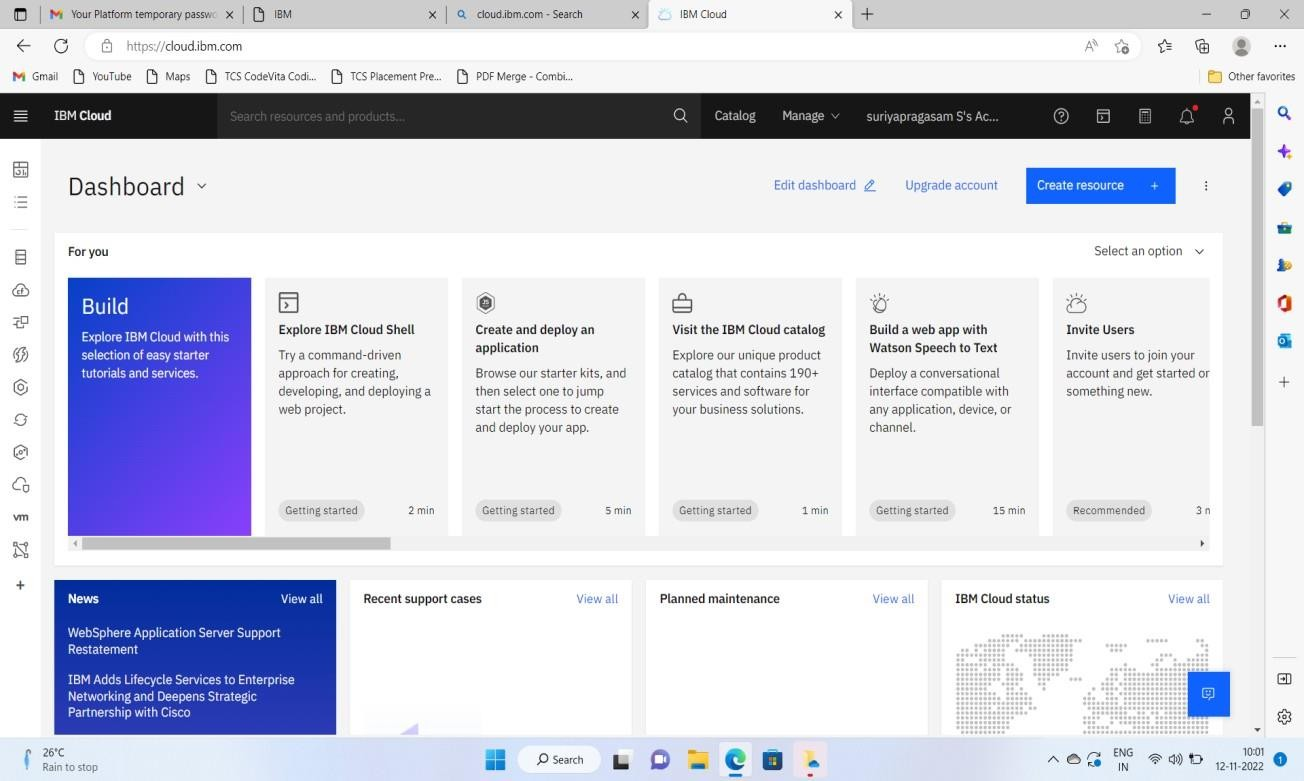 Your Platform temporary passwo
IBM
cloud.ibm.com - Search
IBM Cloud
https://cloud.ibm.com
Gmail
YouTube
Maps
TCS CodeVita Codi...
TCS Placement Pre...
PDF Merge - Combi...
Other favorites
IBM Cloud
Search resources and products...
Catalog
Manage
suriyapragasam S's Ac...
Dashboard
Edit dashboard
Upgrade account
Create resource +
For you
Select an option
Build
Explore IBM Cloud with this
selection of easy starter
tutorials and services.
Explore IBM Cloud Shell
Try a command-driven
approach for creating,
developing, and deploying a
web project.
Getting started
2 min
Create and deploy an
application
Browse our starter kits, and
then select one to jump
start the process to create
and deploy your app.
Getting started
5 min
Visit the IBM Cloud catalog
Explore our unique product
catalog that contains 190+
services and software for
your business solutions.
Getting started
1 min
Build a web app with
Watson Speech to Text
Deploy a conversational
interface compatible with
any application, device, or
channel.
Getting started
15 min
Invite Users
Invite users to join your
account and get started or
something new.
Recommended
3 n
vm
News
View all
WebSphere Application Server Support
Restatement
IBM Adds Lifecycle Services to Enterprise
Networking and Deepens Strategic
Partnership with Cisco
Recent support cases
View all
Planned maintenance
View all
IBM Cloud status
View all
26°C
Rain to stop
Search
ENG
IN
10:01
12-11-2022
1